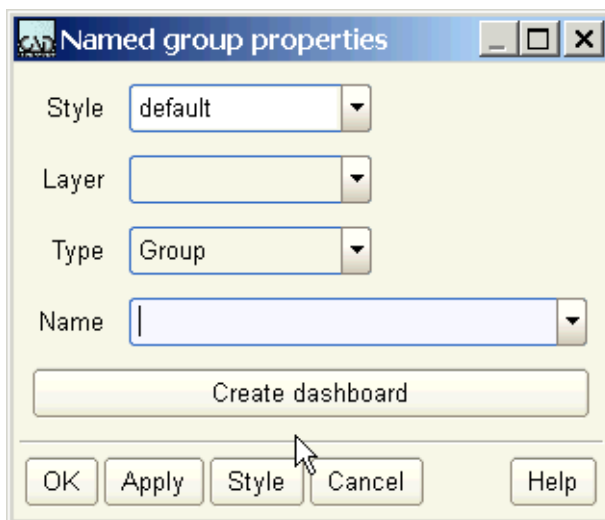 Named group properties
Style default
Layer
Type Group
Name
Create dashboard
OK Apply Style Cancel Help